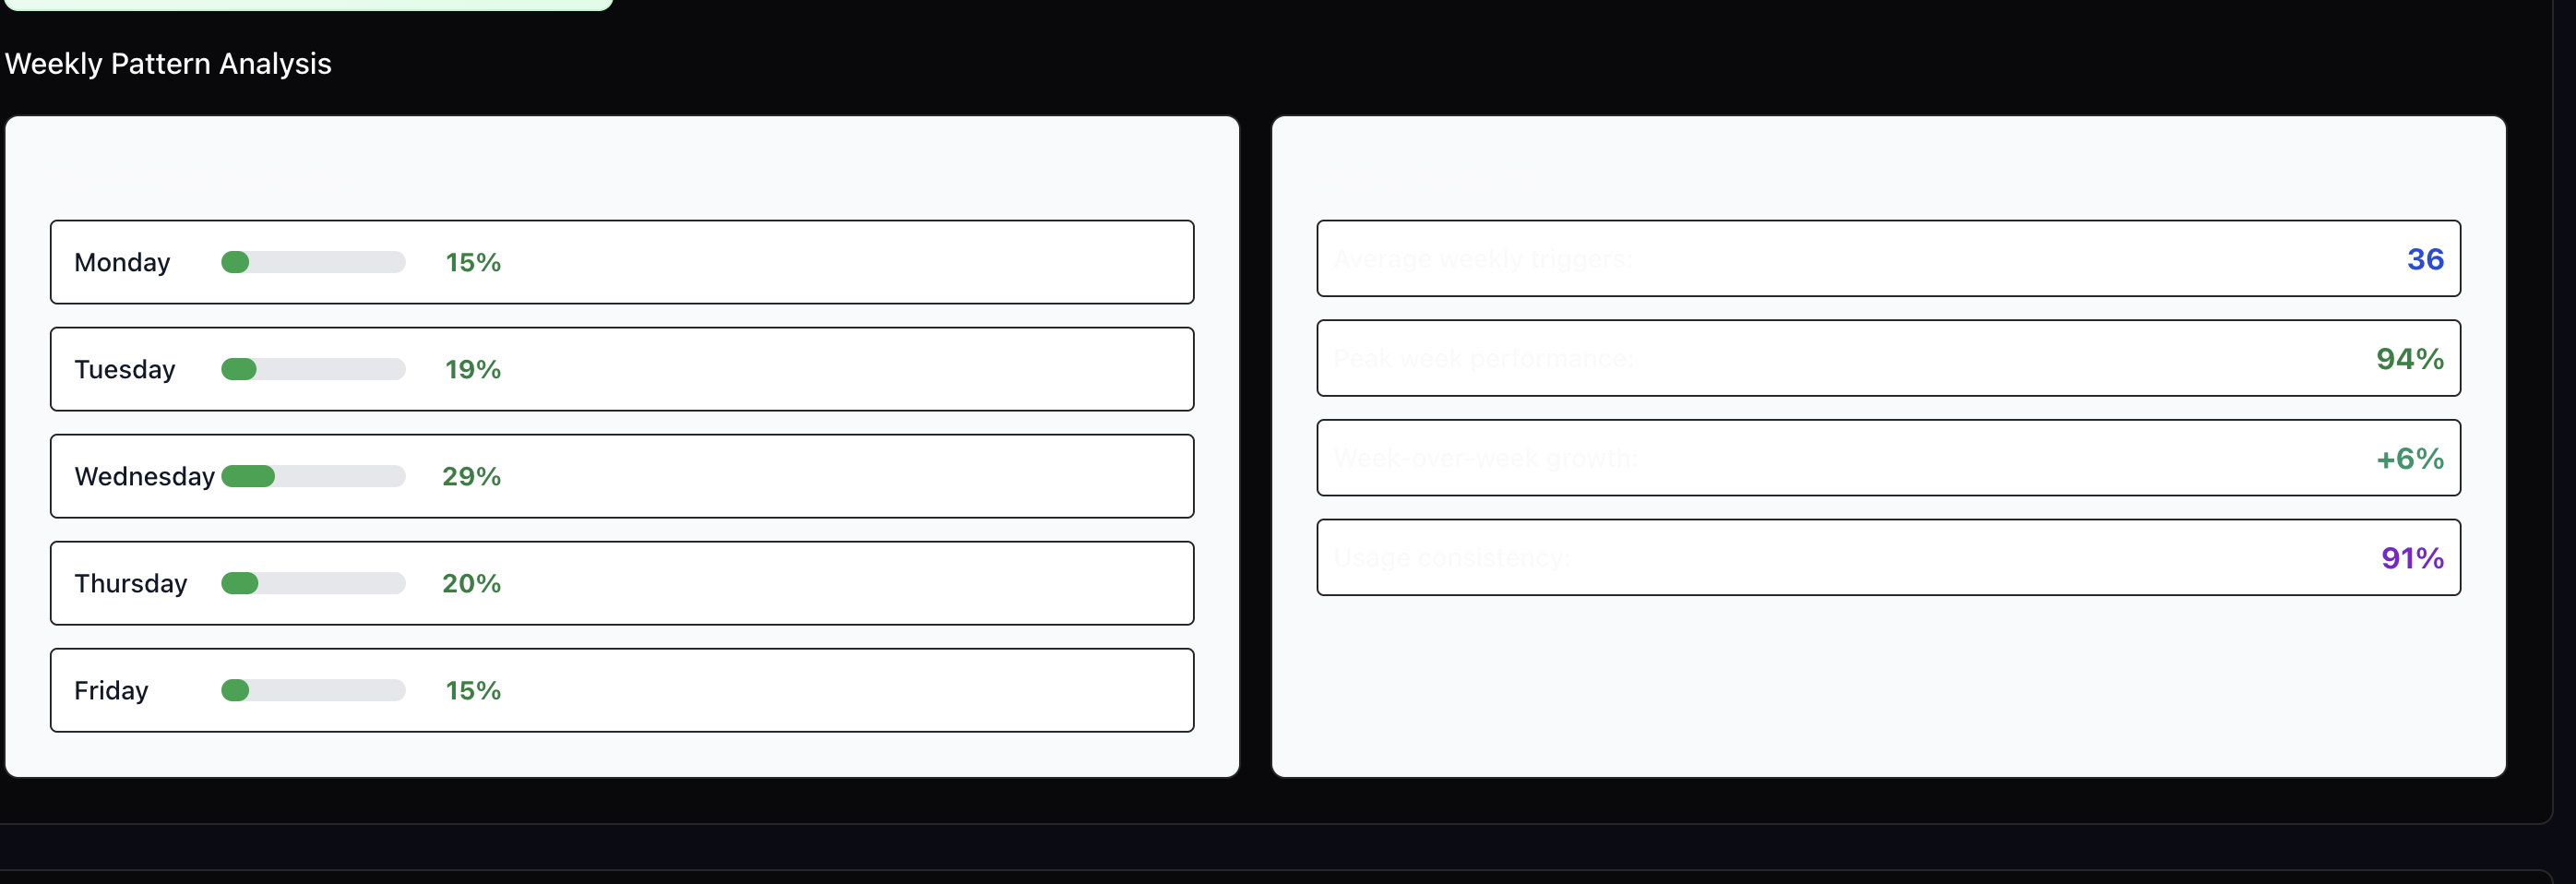 Weekly Pattern Analysis
Monday 15%
Tuesday 19%
Wednesday 29%
Thursday 20%
Friday 15%
Average weekly triggers: 36
Peak week performance: 94%
Week-over-week growth: +6%
Usage consistency: 91%